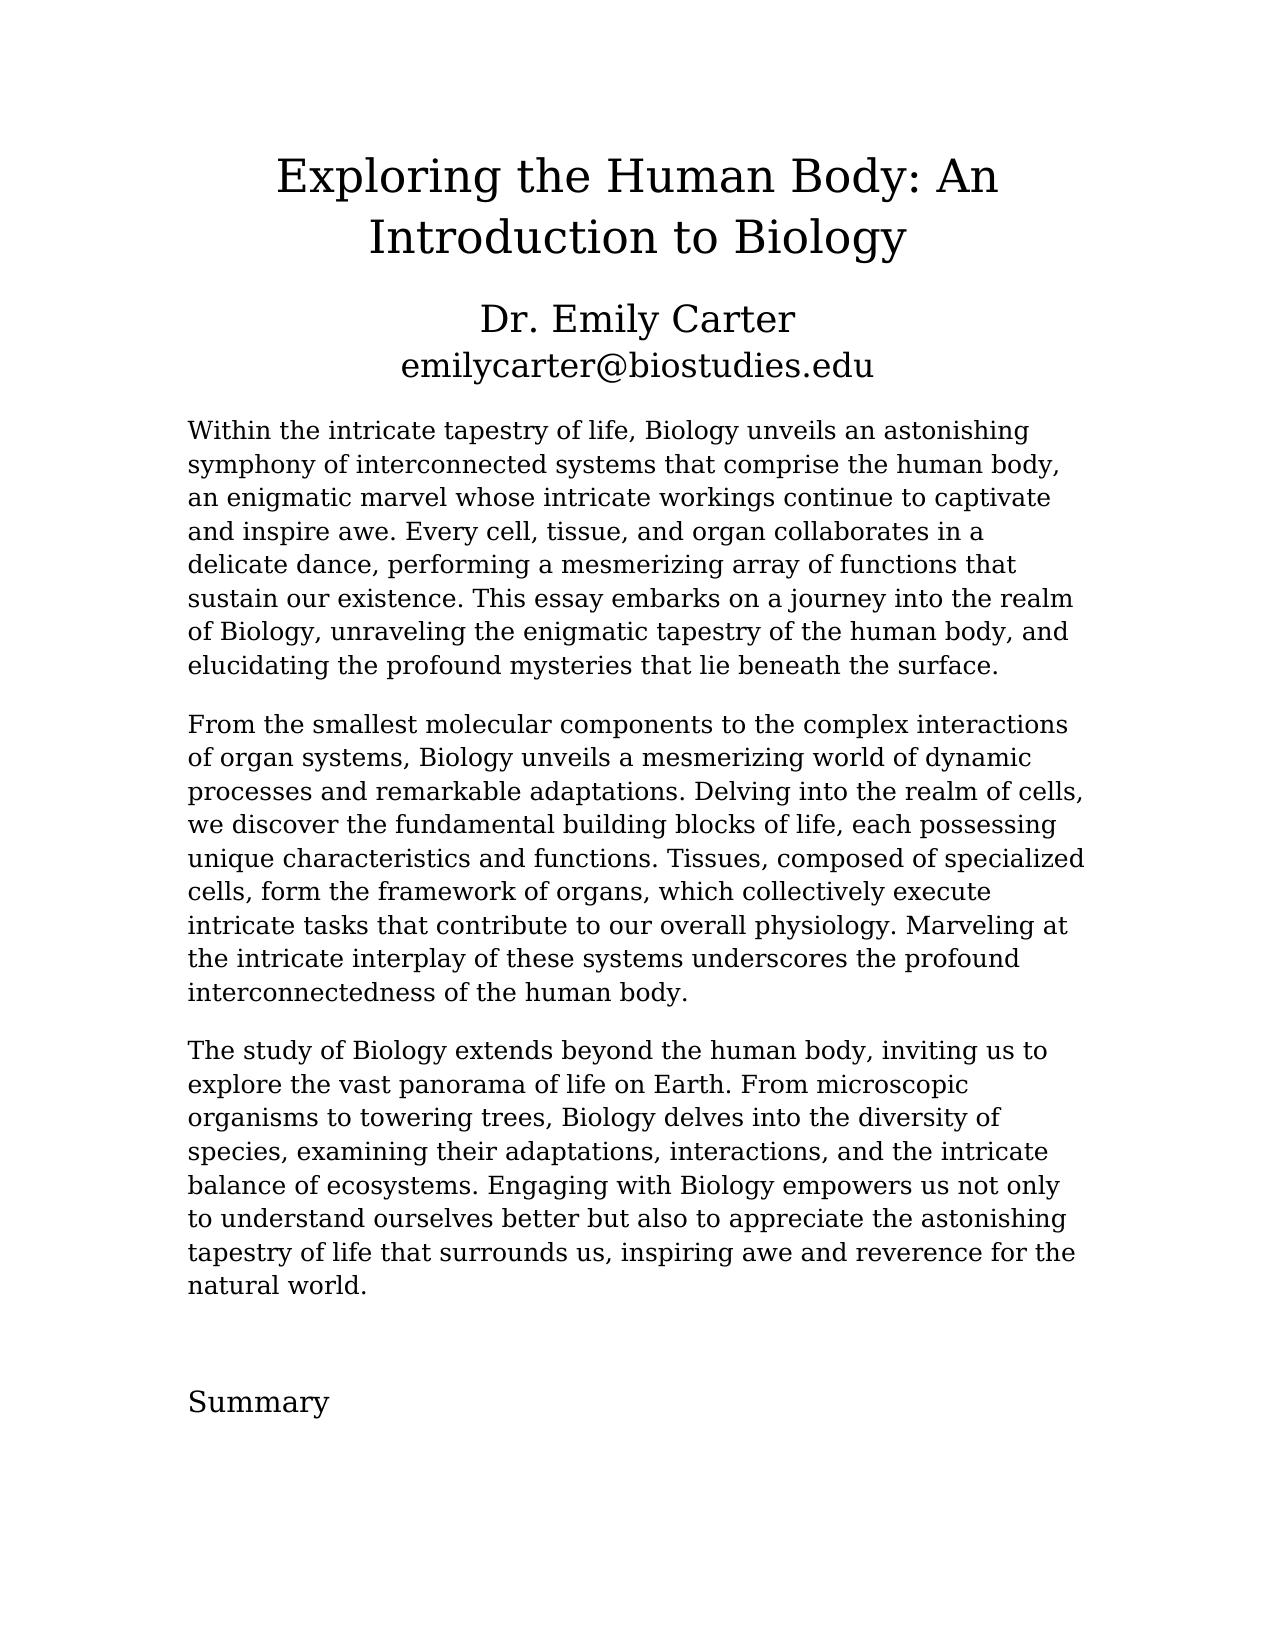 Exploring the Human Body: An
Introduction to Biology
Dr. Emily Carter
emilycarter@biostudies.edu
Within the intricate tapestry of life, Biology unveils an astonishing
symphony of interconnected systems that comprise the human body,
an enigmatic marvel whose intricate workings continue to captivate
and inspire awe. Every cell, tissue, and organ collaborates in a
delicate dance, performing a mesmerizing array of functions that
sustain our existence. This essay embarks on a journey into the realm
of Biology, unraveling the enigmatic tapestry of the human body, and
elucidating the profound mysteries that lie beneath the surface.
From the smallest molecular components to the complex interactions
of organ systems, Biology unveils a mesmerizing world of dynamic
processes and remarkable adaptations. Delving into the realm of cells,
we discover the fundamental building blocks of life, each possessing
unique characteristics and functions. Tissues, composed of specialized
cells, form the framework of organs, which collectively execute
intricate tasks that contribute to our overall physiology. Marveling at
the intricate interplay of these systems underscores the profound
interconnectedness of the human body.
The study of Biology extends beyond the human body, inviting us to
explore the vast panorama of life on Earth. From microscopic
organisms to towering trees, Biology delves into the diversity of
species, examining their adaptations, interactions, and the intricate
balance of ecosystems. Engaging with Biology empowers us not only
to understand ourselves better but also to appreciate the astonishing
tapestry of life that surrounds us, inspiring awe and reverence for the
natural world.
Summary